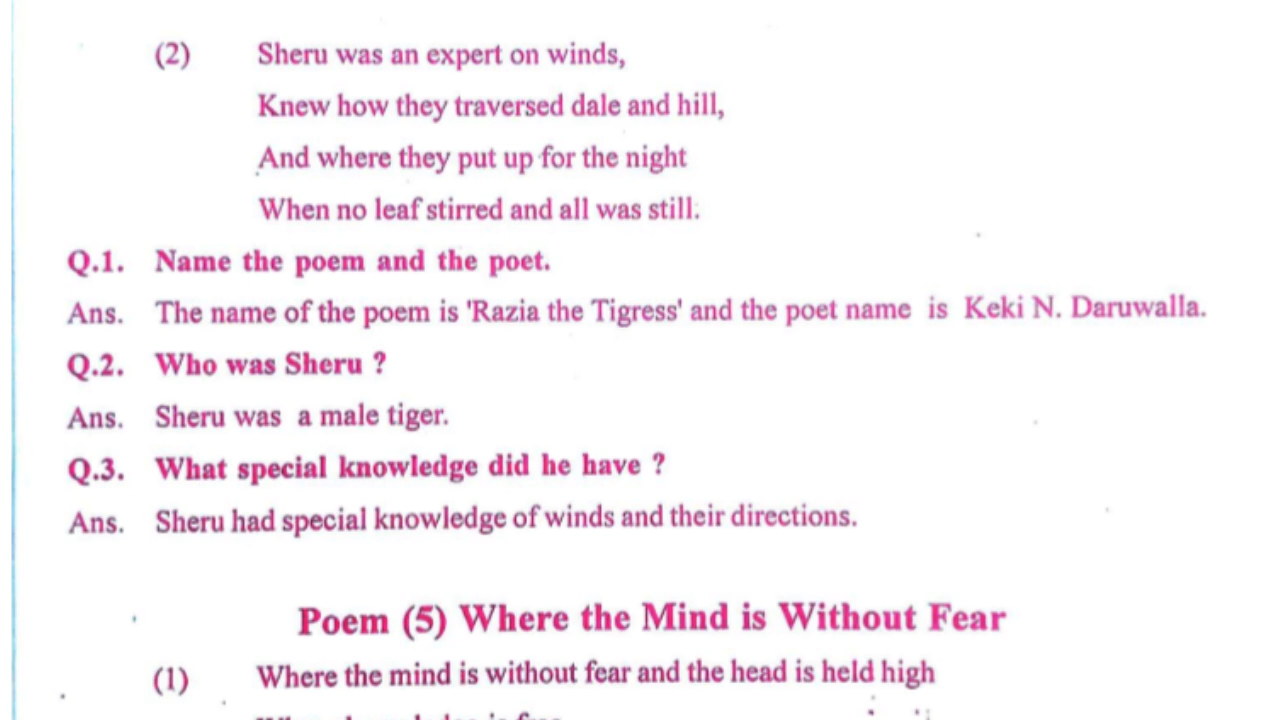 (2) Sheru was an expert on winds,
Knew how they traversed dale and hill,
And where they put up for the night
When no leaf stirred and all was still.
Q.1. Name the poem and the poet.
Ans. The name of the poem is 'Razia the Tigress' and the poet name is Keki N. Daruwalla.
Q.2. Who was Sheru ?
Ans. Sheru was a male tiger.
Q.3. What special knowledge did he have ?
Ans. Sheru had special knowledge of winds and their directions.
Poem (5) Where the Mind is Without Fear
(1) Where the mind is without fear and the head is held high